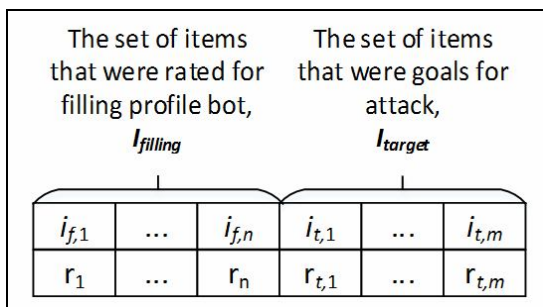 The set of items
that were rated for
filling profile bot,
I_filling
The set of items
that were goals for
attack,
I_target
i_f,1 ... i_f,n i_t,1 ... i_t,m
r_1 ... r_n r_t,1 ... r_t,m